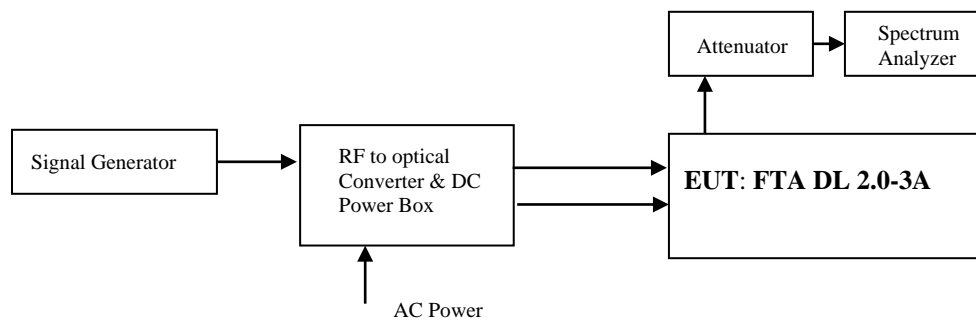 Attenuator
Spectrum
Analyzer
Signal Generator
RF to optical
Converter & DC
Power Box
EUT: FTA DL 2.0-3A
AC Power